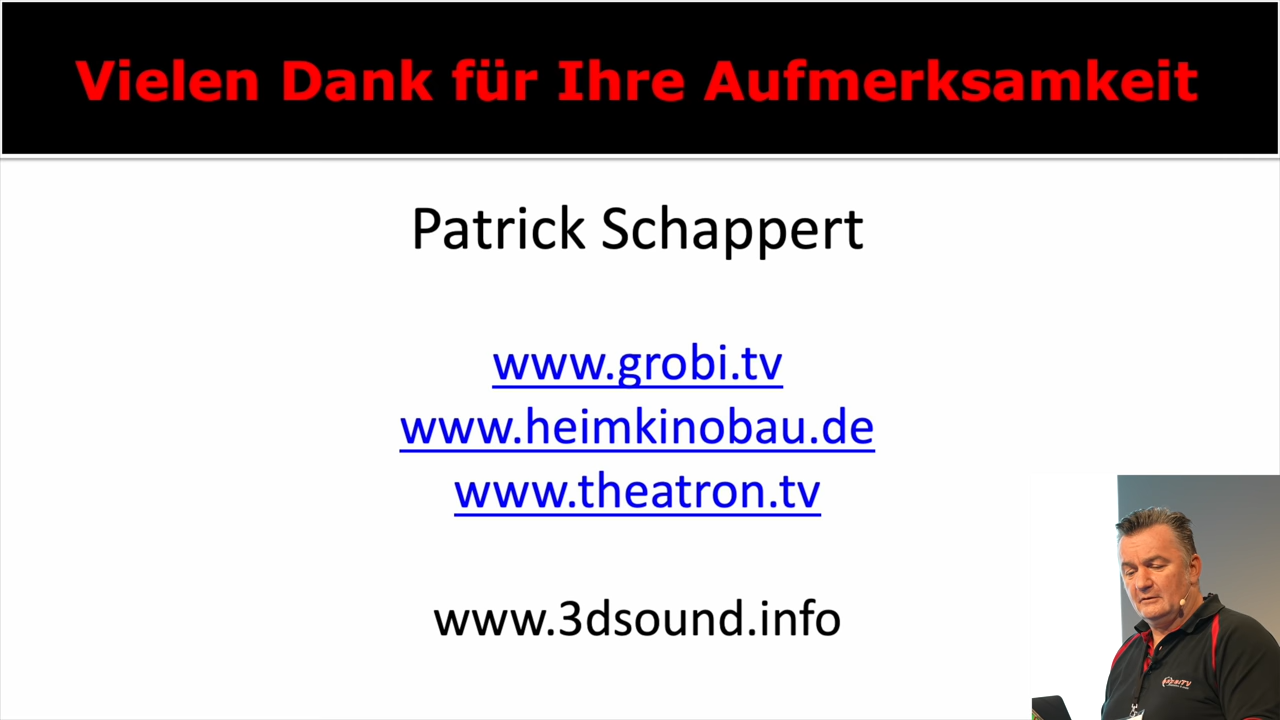 Vielen Dank für Ihre Aufmerksamkeit
Patrick Schappert
www.grobi.tv
www.heimkinobau.de
www.theatron.tv
www.3dsound.info